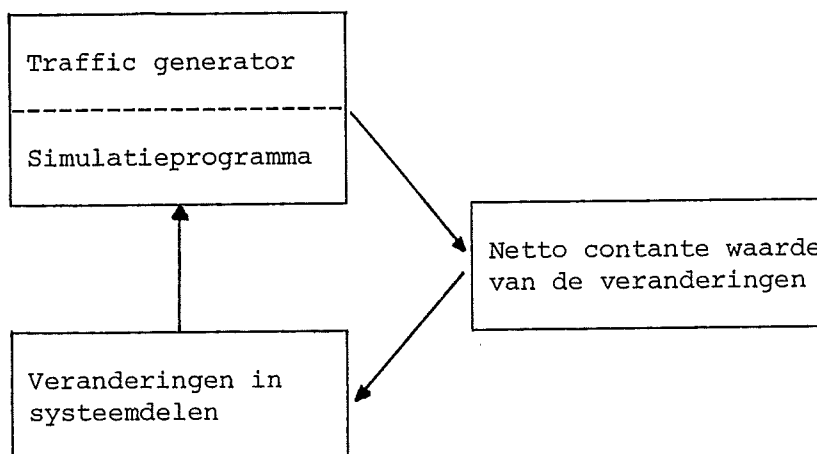 Traffic generator
Simulatieprogramma
Netto contante waarde
van de veranderingen
Veranderingen in
systeemdelen